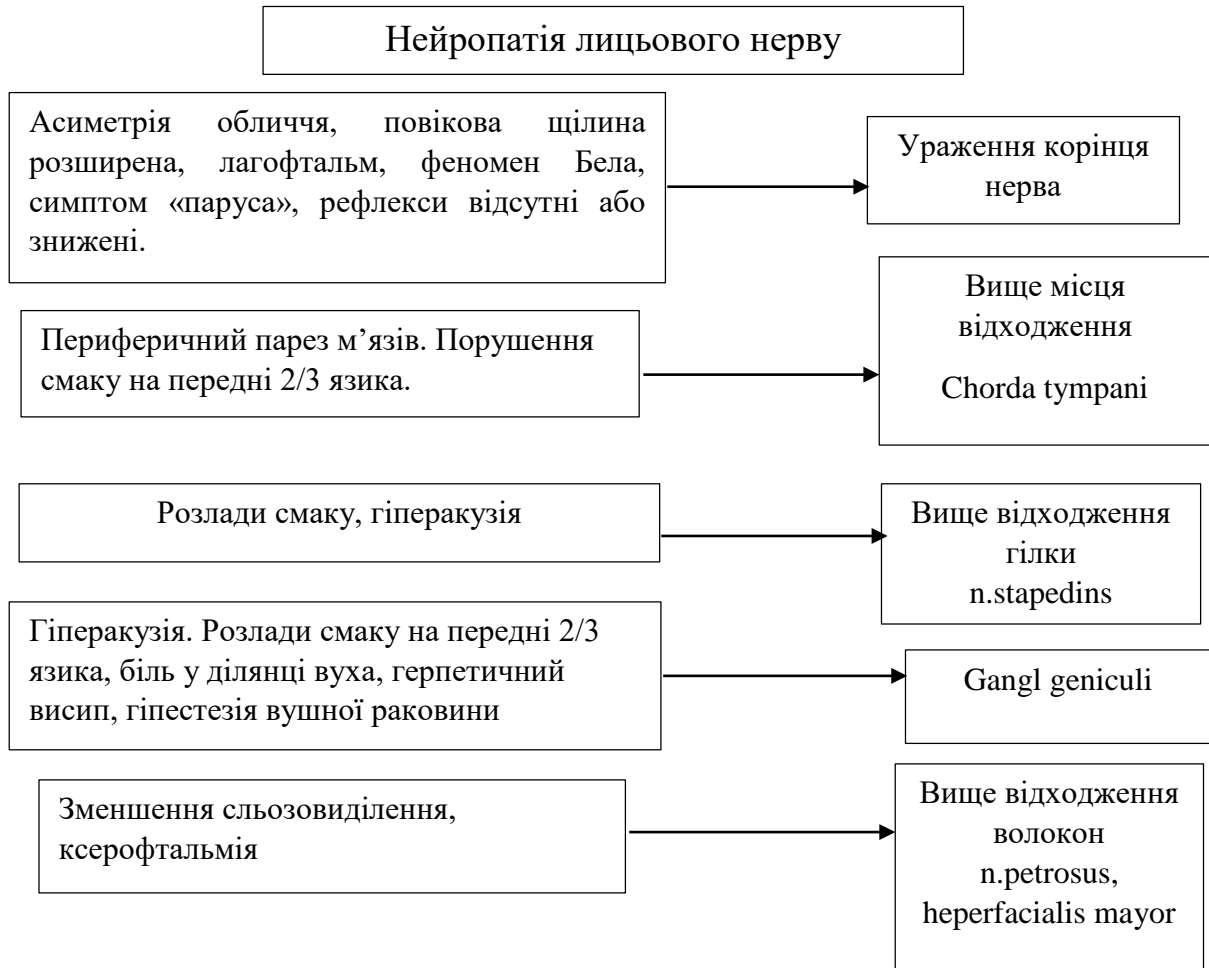 Нейропатія лицьового нерву
Асиметрія обличчя, повікова щілина
розширена, лагофтальм, феномен Бела,
симптом «паруса», рефлекси відсутні або
знижені.
Ураження корінця
нерва
Периферичний парез м’язів. Порушення
смаку на передні 2/3 язика.
Вище місця
відходження
Chorda tympani
Розлади смаку, гіперакузія
Вище відходження
гілки
n.stapedins
Гіперакузія. Розлади смаку на передні 2/3
язика, біль у ділянці вуха, герпетичний
висип, гіпестезія вушної раковини
Gangl geniculi
Зменшення сльозовиділення,
ксерофтальмія
Вище відходження
волокон
n.petrosus,
heperfacialis mayor